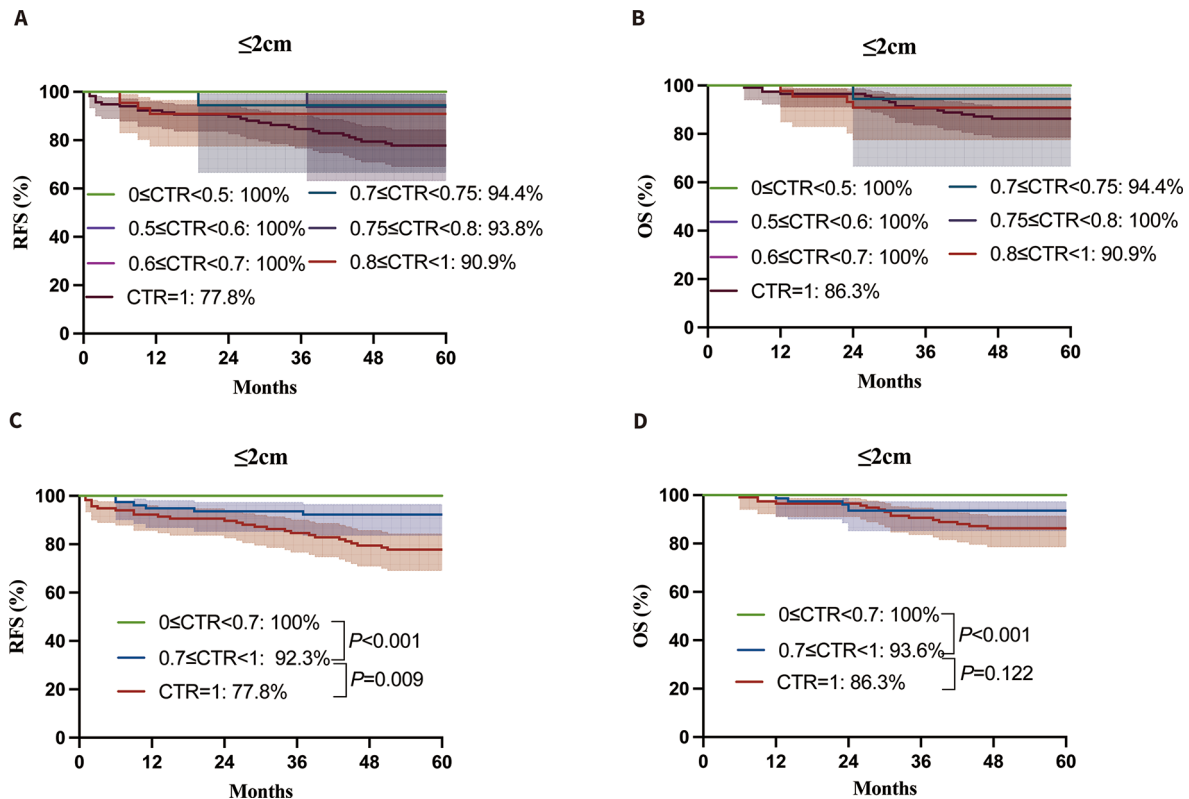 A
≤2cm
RFS (%)
100
80
60
40
20
0
0≤CTR<0.5: 100%
0.5≤CTR<0.6: 100%
0.6≤CTR<0.7: 100%
CTR=1: 77.8%
0.7≤CTR<0.75: 94.4%
0.75≤CTR<0.8: 93.8%
0.8≤CTR<1: 90.9%
0 12 24 36 48 60
Months
B
≤2cm
OS (%)
100
80
60
40
20
0
0≤CTR<0.5: 100%
0.5≤CTR<0.6: 100%
0.6≤CTR<0.7: 100%
CTR=1: 86.3%
0.7≤CTR<0.75: 94.4%
0.75≤CTR<0.8: 100%
0.8≤CTR<1: 90.9%
0 12 24 36 48 60
Months
C
≤2cm
RFS (%)
100
80
60
40
20
0
0≤CTR<0.7: 100%
0.7≤CTR<1: 92.3%
CTR=1: 77.8%
P<0.001
P=0.009
0 12 24 36 48 60
Months
D
≤2cm
OS (%)
100
80
60
40
20
0
0≤CTR<0.7: 100%
0.7≤CTR<1: 93.6%
CTR=1: 86.3%
P<0.001
P=0.122
0 12 24 36 48 60
Months